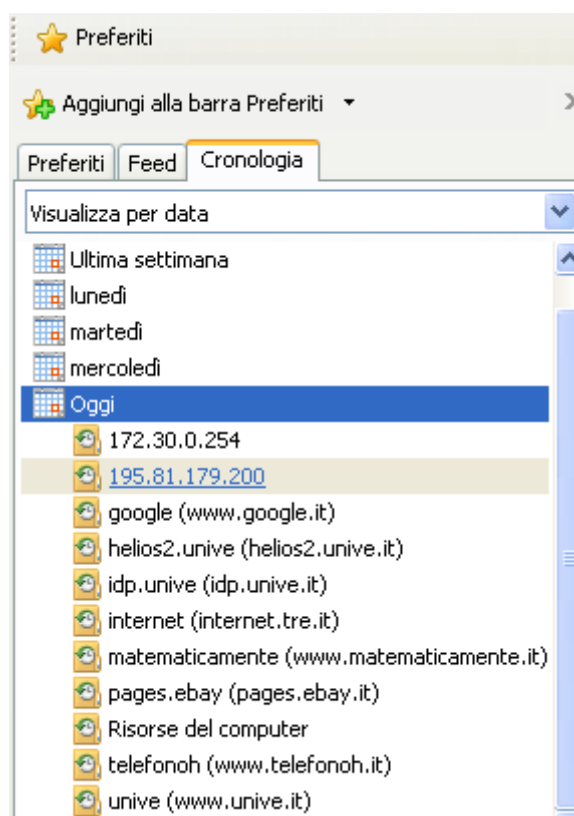 Preferiti
Aggiungi alla barra Preferiti
Preferiti Feed Cronologia
Visualizza per data
Ultima settimana
lunedì
martedì
mercoledì
Oggi
172.30.0.254
195.81.179.200
google (www.google.it)
helios2.unive (helios2.unive.it)
idp.unive (idp.unive.it)
internet (internet.tre.it)
matematicamente (www.matematicamente.it)
pages.ebay (pages.ebay.it)
Risorse del computer
telefonoh (www.telefonoh.it)
unive (www.unive.it)